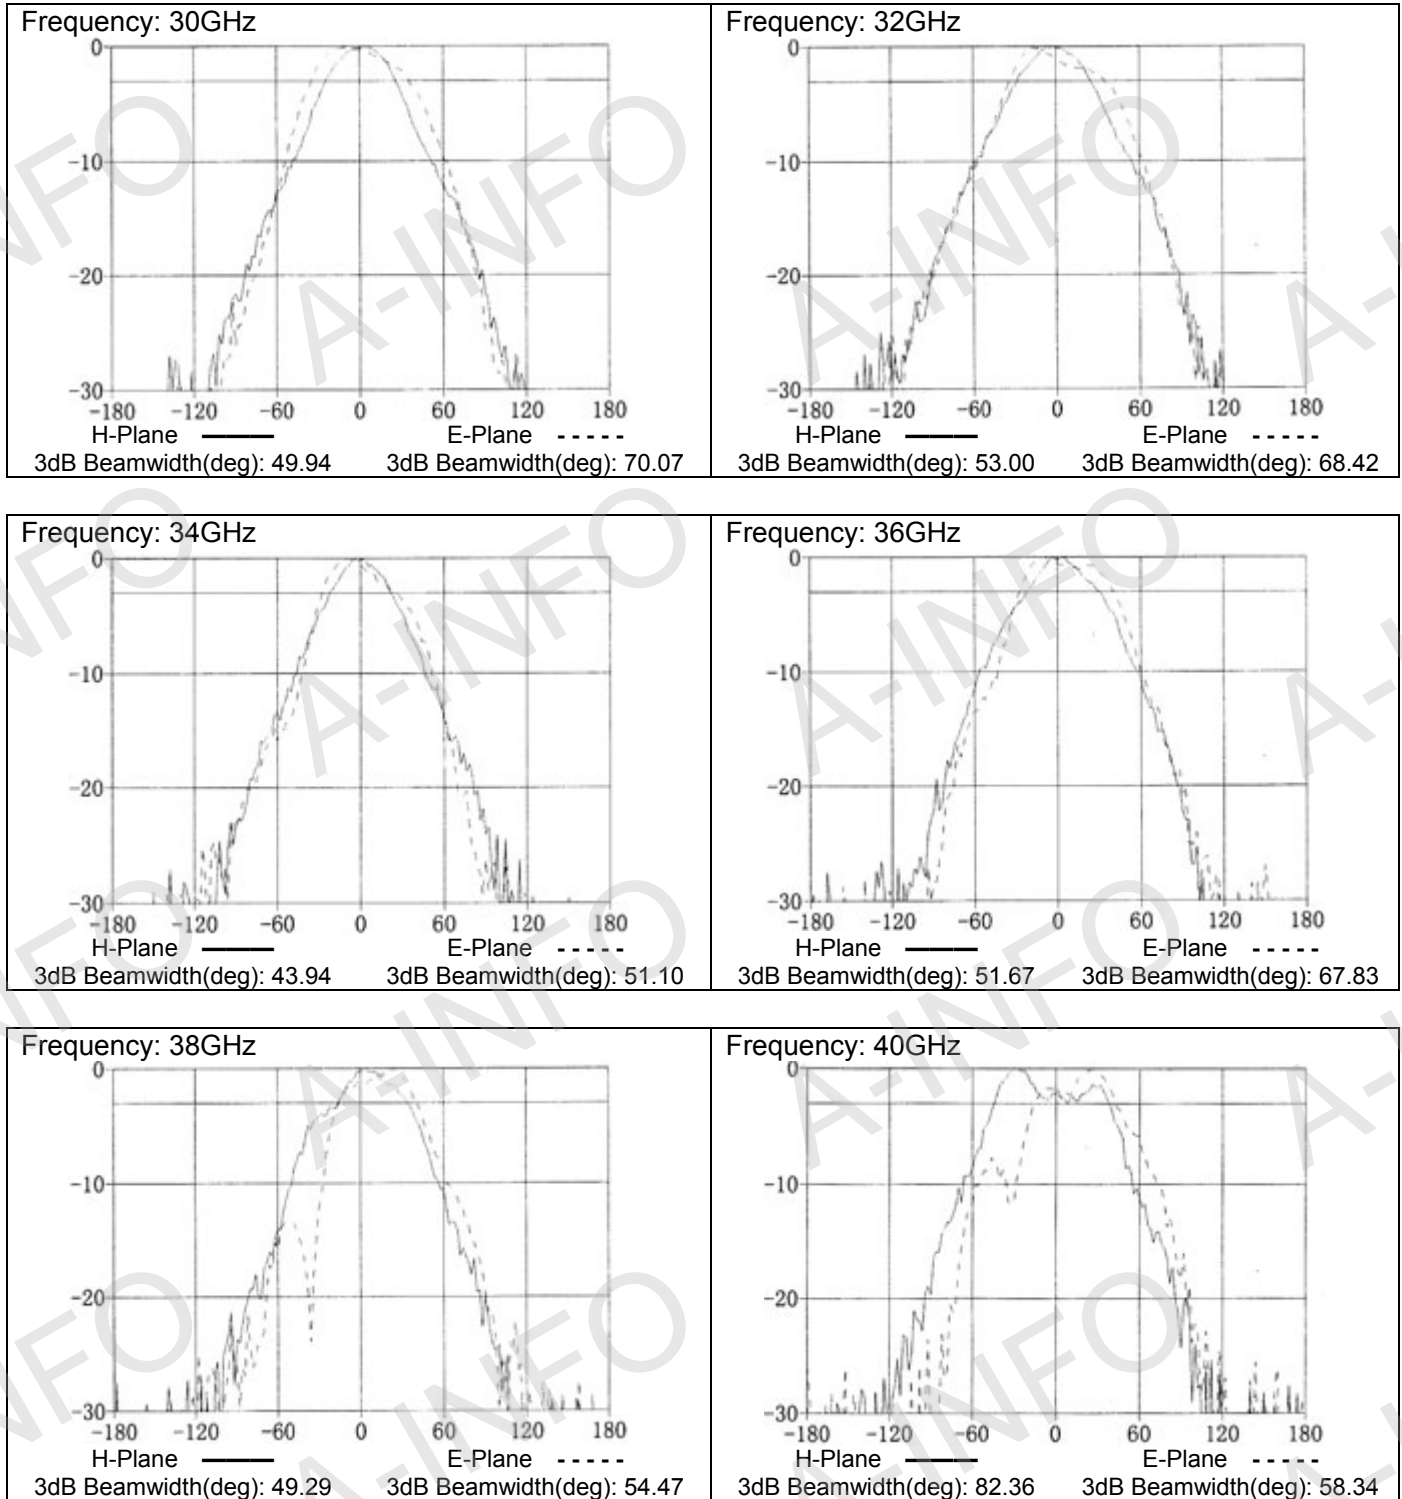 Frequency: 30GHz
0
-10
-20
-30
-180 -120 -60 0 60 120 180
H-Plane E-Plane
3dB Beamwidth(deg): 49.94 3dB Beamwidth(deg): 70.07
Frequency: 32GHz
0
-10
-20
-30
-180 -120 -60 0 60 120 180
H-Plane E-Plane
3dB Beamwidth(deg): 53.00 3dB Beamwidth(deg): 68.42
Frequency: 34GHz
0
-10
-20
-30
-180 -120 -60 0 60 120 180
H-Plane E-Plane
3dB Beamwidth(deg): 43.94 3dB Beamwidth(deg): 51.10
Frequency: 36GHz
0
-10
-20
-30
-180 -120 -60 0 60 120 180
H-Plane E-Plane
3dB Beamwidth(deg): 51.67 3dB Beamwidth(deg): 67.83
Frequency: 38GHz
0
-10
-20
-30
-180 -120 -60 0 60 120 180
H-Plane E-Plane
3dB Beamwidth(deg): 49.29 3dB Beamwidth(deg): 54.47
Frequency: 40GHz
0
-10
-20
-30
-180 -120 -60 0 60 120 180
H-Plane E-Plane
3dB Beamwidth(deg): 82.36 3dB Beamwidth(deg): 58.34
A-INFO
A-INFO
A-INFO
A-INFO
A-INFO
A-INFO